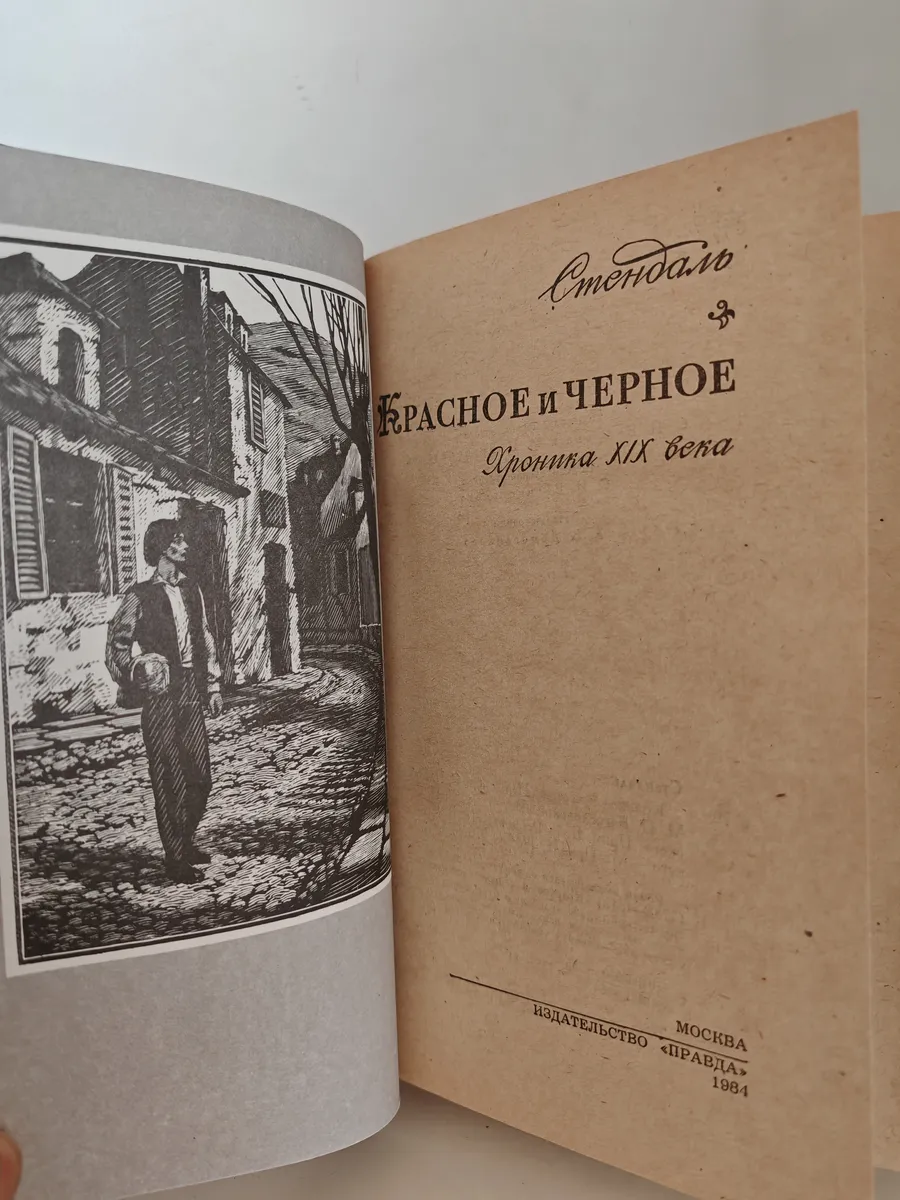 Стендаль
КРАСНОЕ И ЧЕРНОЕ
Хроника XIX века
МОСКВА
ИЗДАТЕЛЬСТВО «ПРАВДА»
1984